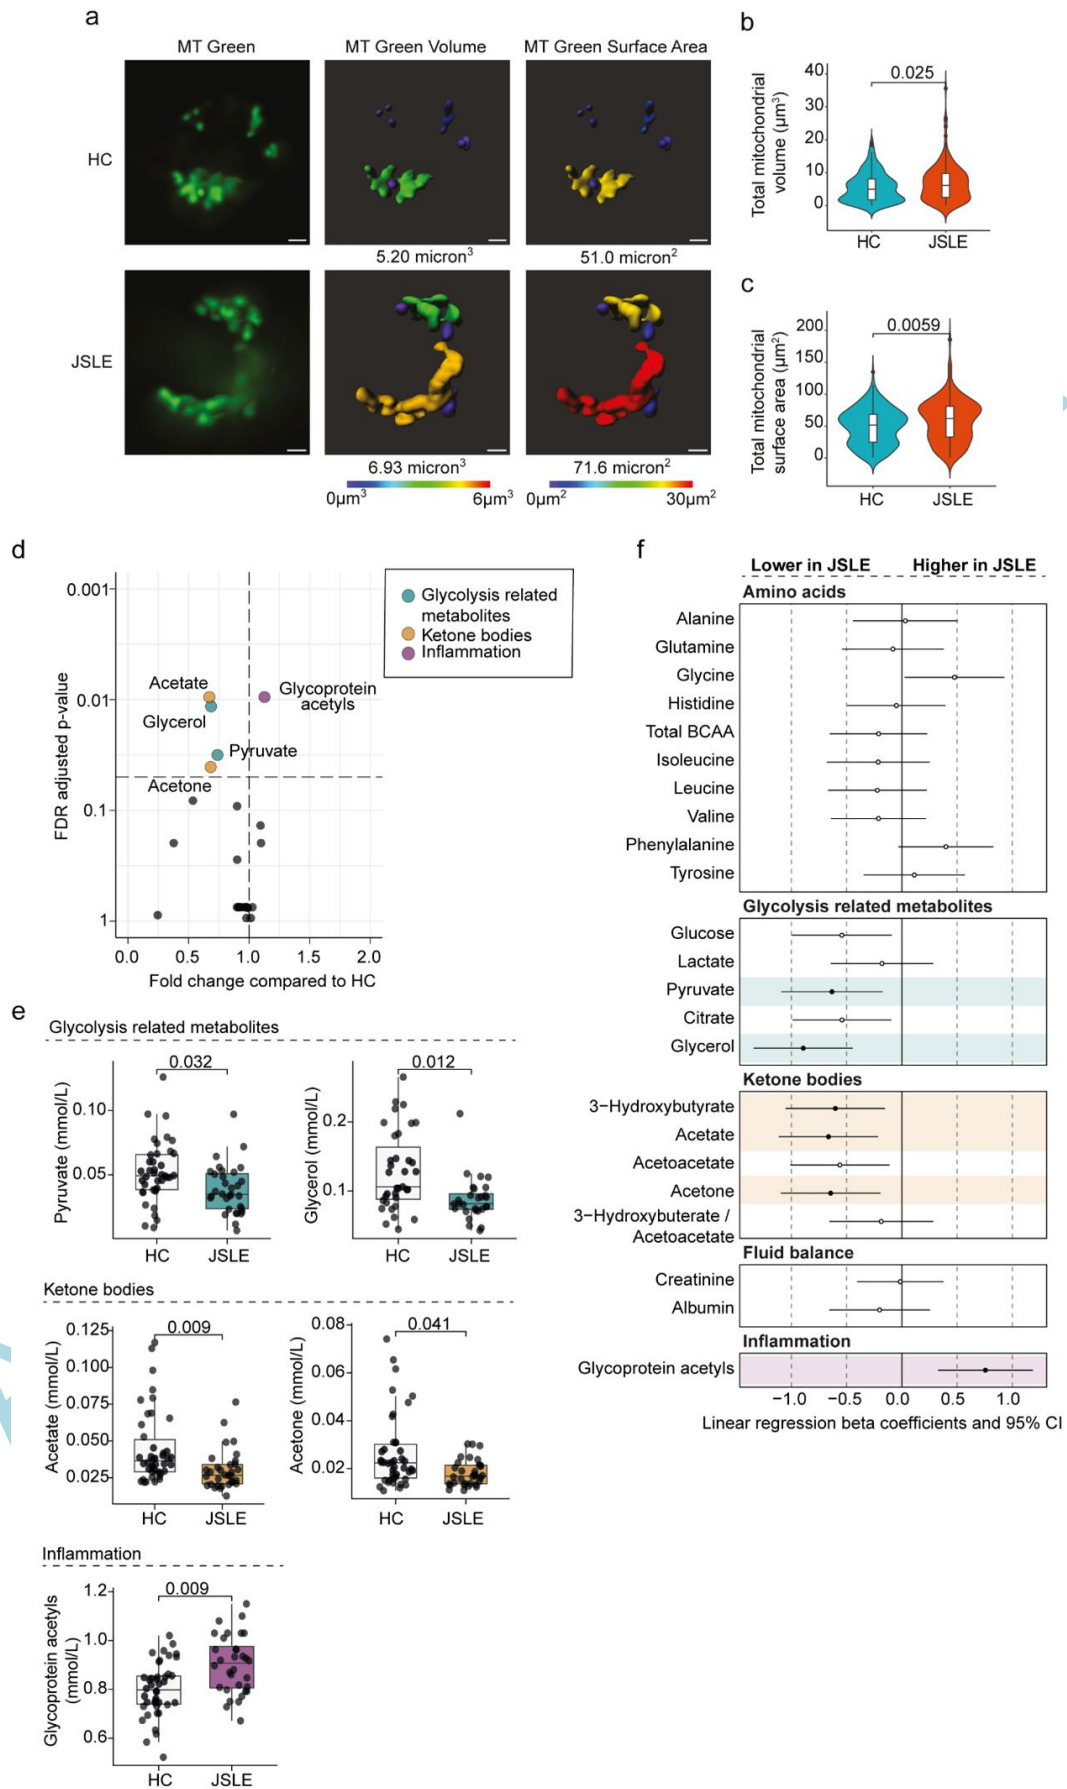 a
MT Green
MT Green Volume
MT Green Surface Area
HC
5.20 micron³
51.0 micron²
JSLE
6.93 micron³
71.6 micron²
0µm³
6µm³
0µm²
30µm²
b
Total mitochondrial
volume (µm³)
40
30
20
10
0
0.025
HC
JSLE
c
Total mitochondrial
surface area (µm²)
200
150
100
50
0
0.0059
HC
JSLE
d
FDR adjusted p-value
0.001
0.01
0.1
1
Acetate
Glycerol
Glycoprotein
acetyls
Pyruvate
Acetone
0.0
0.5
1.0
1.5
2.0
Fold change compared to HC
Glycolysis related
metabolites
Ketone bodies
Inflammation
e
Glycolysis related metabolites
Pyruvate (mmol/L)
0.10
0.05
0.032
HC
JSLE
Glycerol (mmol/L)
0.2
0.1
0.012
HC
JSLE
Ketone bodies
Acetate (mmol/L)
0.125
0.100
0.075
0.050
0.025
0.009
HC
JSLE
Acetone (mmol/L)
0.08
0.06
0.04
0.02
0.041
HC
JSLE
Inflammation
Glycoprotein acetyls
(mmol/L)
1.2
1.0
0.8
0.6
0.009
HC
JSLE
f
Lower in JSLE
Higher in JSLE
Amino acids
Alanine
Glutamine
Glycine
Histidine
Total BCAA
Isoleucine
Leucine
Valine
Phenylalanine
Tyrosine
Glycolysis related metabolites
Glucose
Lactate
Pyruvate
Citrate
Glycerol
Ketone bodies
3−Hydroxybutyrate
Acetate
Acetoacetate
Acetone
3−Hydroxybuterate /
Acetoacetate
Fluid balance
Creatinine
Albumin
Inflammation
Glycoprotein acetyls
−1.0
−0.5
0.0
0.5
1.0
Linear regression beta coefficients and 95% CI